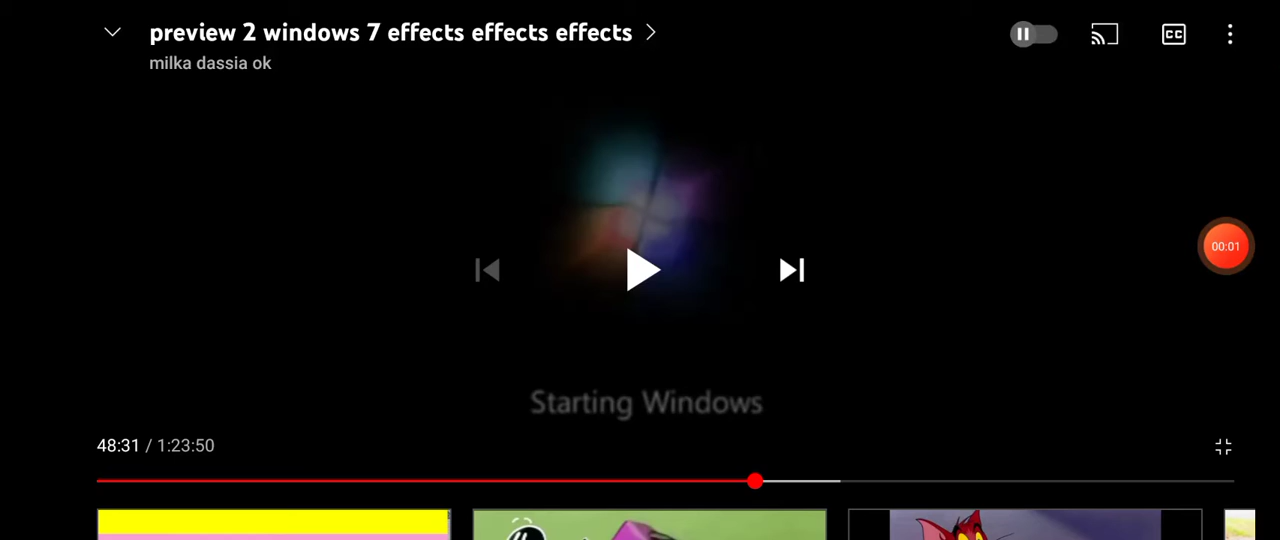 preview 2 windows 7 effects effects effects
milka dassia ok
CC
00:01
Starting Windows
48:31 / 1:23:50